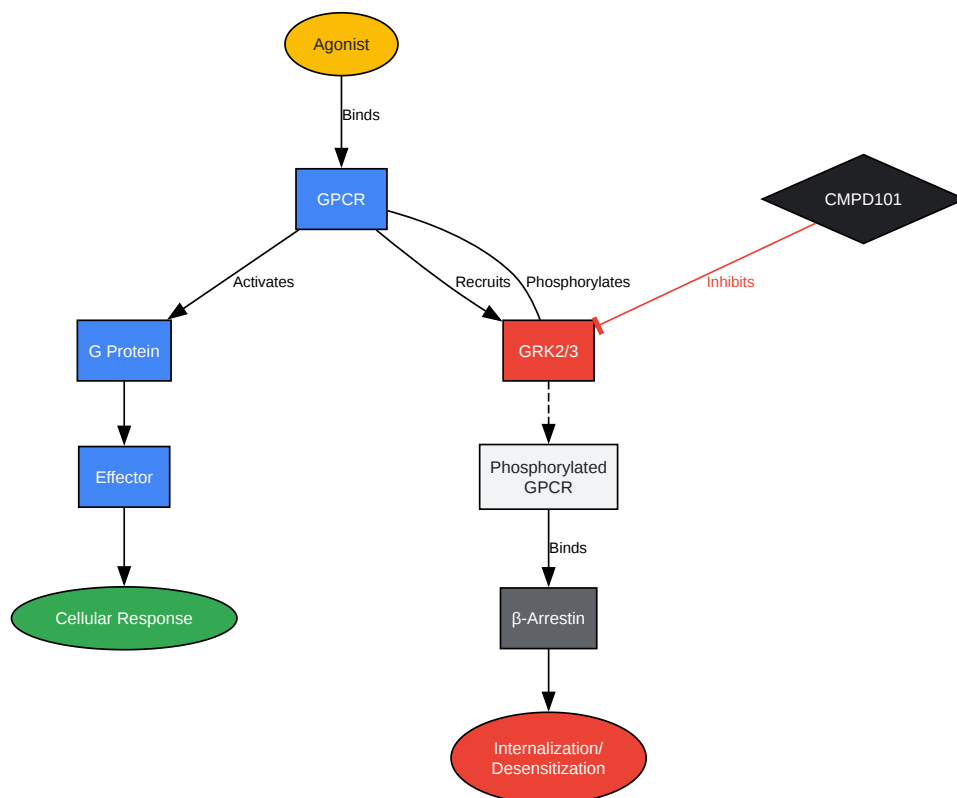 Agonist
Binds
GPCR
CMPD101
Activates
Recruits
Phosphorylates
Inhibits
G Protein
GRK2/3
Effector
Phosphorylated
GPCR
Binds
Cellular Response
β-Arrestin
Internalization/
Desensitization